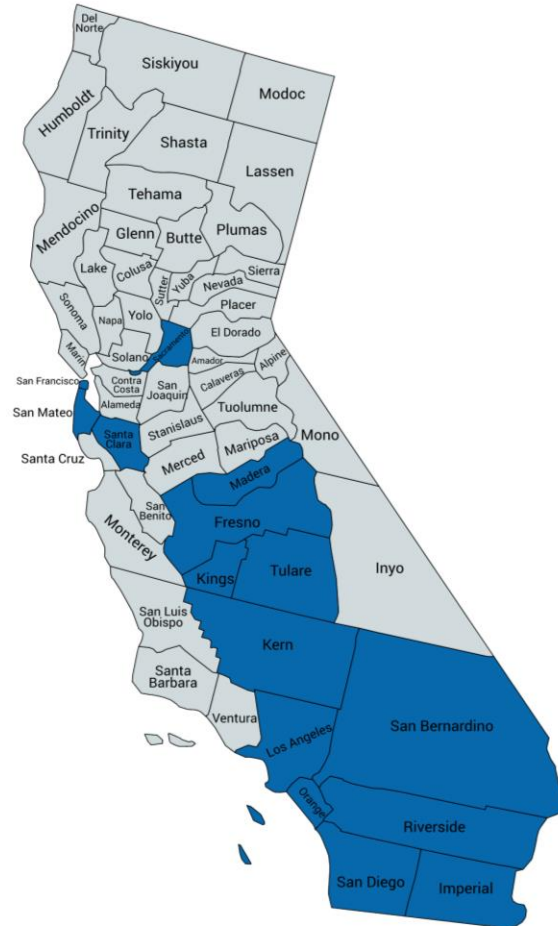 Del
Norte
Siskiyou
Modoc
Humboldt
Trinity
Shasta
Lassen
Tehama
Mendocino
Glenn
Butte
Plumas
Lake
Colusa
Sutter
Yuba
Nevada
Sierra
Placer
Sonoma
Napa
Yolo
El Dorado
Sacramento
Marin
Solano
Amador
Alpine
San Francisco
Contra
Costa
San
Joaquin
Calaveras
Tuolumne
Mono
San Mateo
Alameda
Santa
Clara
Stanislaus
Mariposa
Santa Cruz
Merced
Madera
San
Benito
Fresno
Monterey
Inyo
Kings
Tulare
San Luis
Obispo
Kern
Santa
Barbara
Ventura
Los Angeles
San Bernardino
Orange
Riverside
San Diego
Imperial